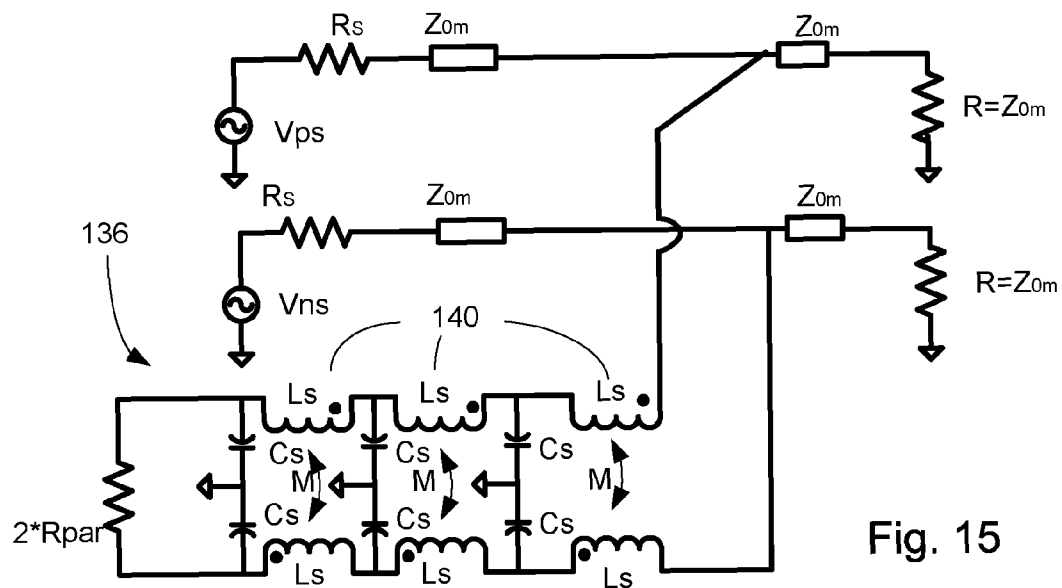 Rs Z0m Z0m
Vps R=Z0m
Rs Z0m Z0m
136
Vns R=Z0m
140
Ls Ls Ls
Cs Cs Cs
M M M
Cs Cs Cs
2*Rpar
Ls Ls Ls
Fig. 15